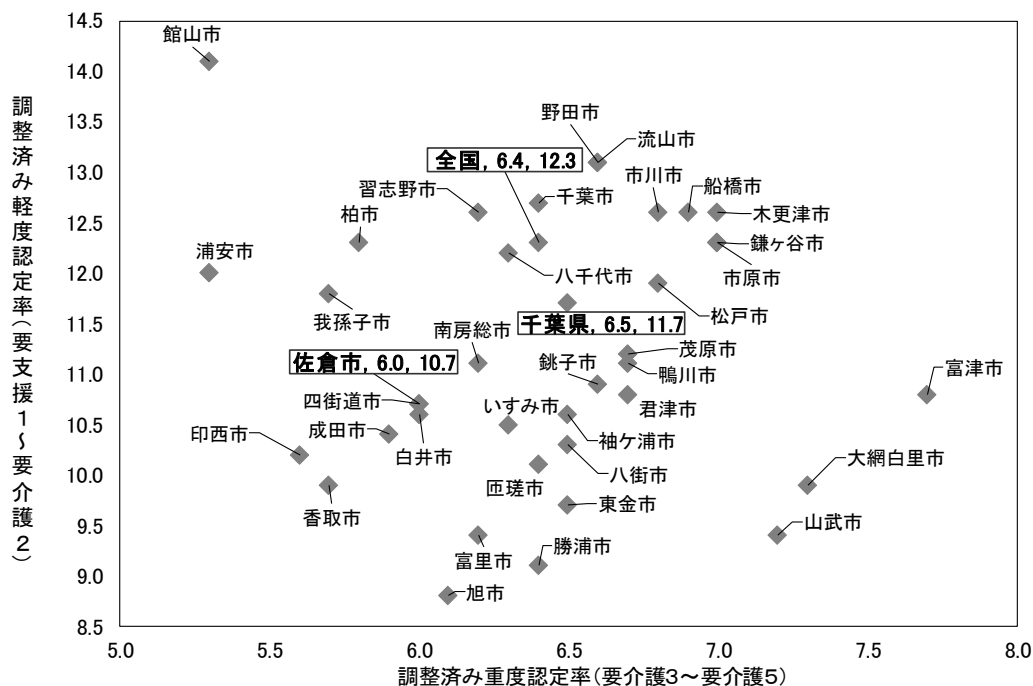 調整済み軽度認定率(要支援1～要介護2)
14.5
14.0
13.5
13.0
12.5
12.0
11.5
11.0
10.5
10.0
9.5
9.0
8.5
館山市
野田市
流山市
全国, 6.4, 12.3
習志野市
千葉市
市川市
船橋市
柏市
木更津市
浦安市
鎌ヶ谷市
八千代市
市原市
我孫子市
松戸市
南房総市
千葉県, 6.5, 11.7
佐倉市, 6.0, 10.7
銚子市
茂原市
鴨川市
富津市
四街道市
いすみ市
君津市
印西市
成田市
白井市
袖ケ浦市
八街市
大網白里市
匝瑳市
香取市
東金市
山武市
富里市
勝浦市
旭市
5.0
5.5
6.0
6.5
7.0
7.5
8.0
調整済み重度認定率(要介護3～要介護5)